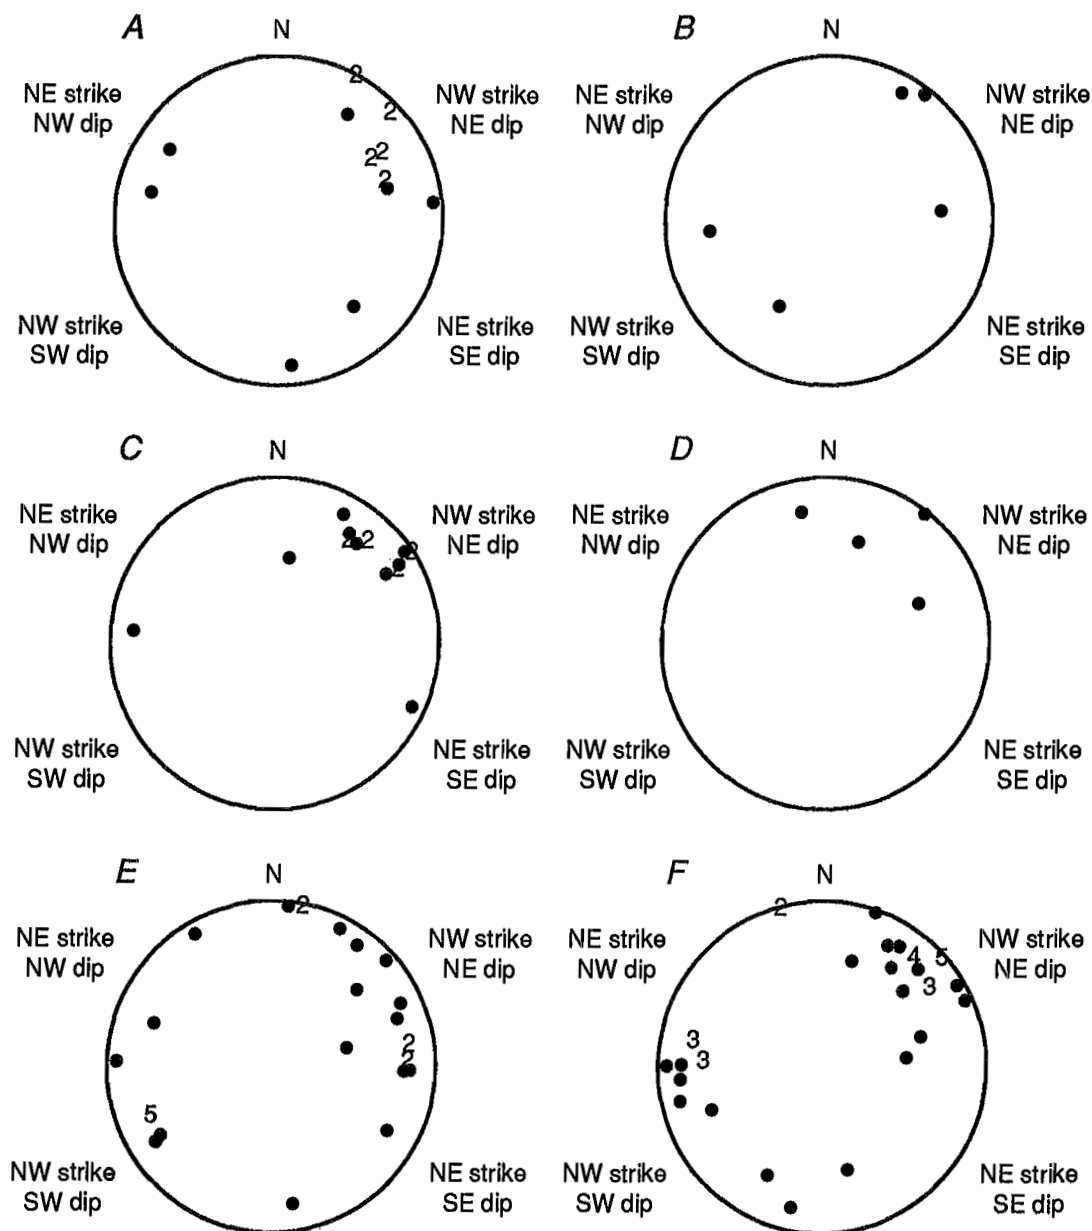 A
N
B
N
NE strike
NW dip
NW strike
NE dip
NE strike
NW dip
NW strike
NE dip
2
2
2 2
2
NW strike
SW dip
NE strike
SE dip
NW strike
SW dip
NE strike
SE dip
C
N
D
N
NE strike
NW dip
NW strike
NE dip
NE strike
NW dip
NW strike
NE dip
2 2
2
2
NW strike
SW dip
NE strike
SE dip
NW strike
SW dip
NE strike
SE dip
E
N
F
N
2
2
NE strike
NW dip
NW strike
NE dip
NE strike
NW dip
NW strike
NE dip
4 5
3
2
2
3
3
5
NW strike
SW dip
NE strike
SE dip
NW strike
SW dip
NE strike
SE dip